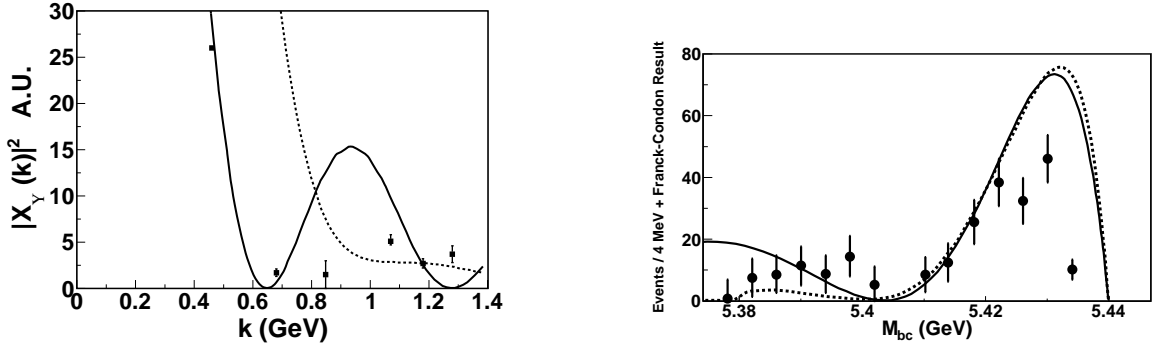 30
25
20
15
10
5
0
|X_Y (k)|² A.U.
0 0.2 0.4 0.6 0.8 1 1.2 1.4
k (GeV)
80
60
40
20
0
Events / 4 MeV + Franck-Condon Result
5.38 5.4 5.42 5.44
M_bc (GeV)